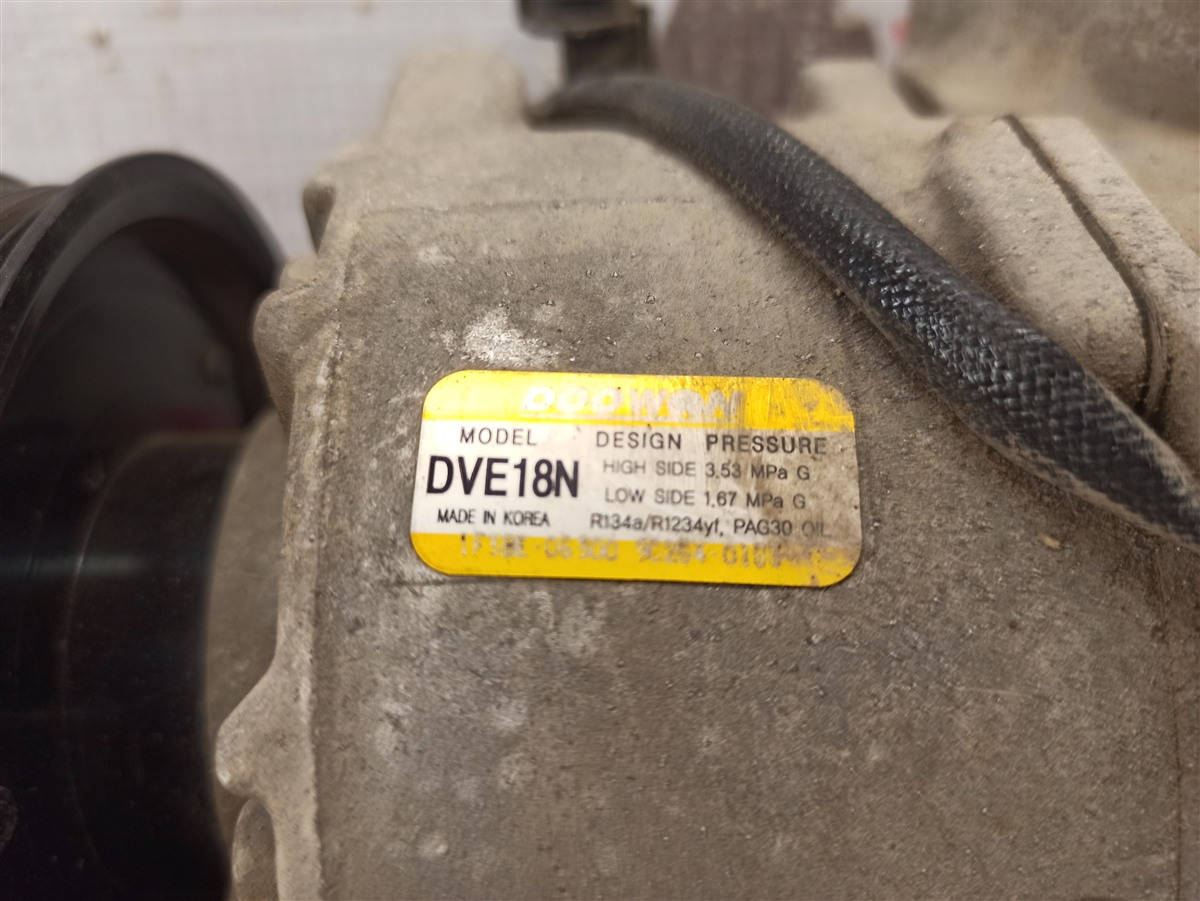 DOOWON
MODEL DESIGN PRESSURE
DVE18N HIGH SIDE 3.53 MPa G
LOW SIDE 1.67 MPa G
MADE IN KOREA R134a/R1234yf, PAG30 OIL